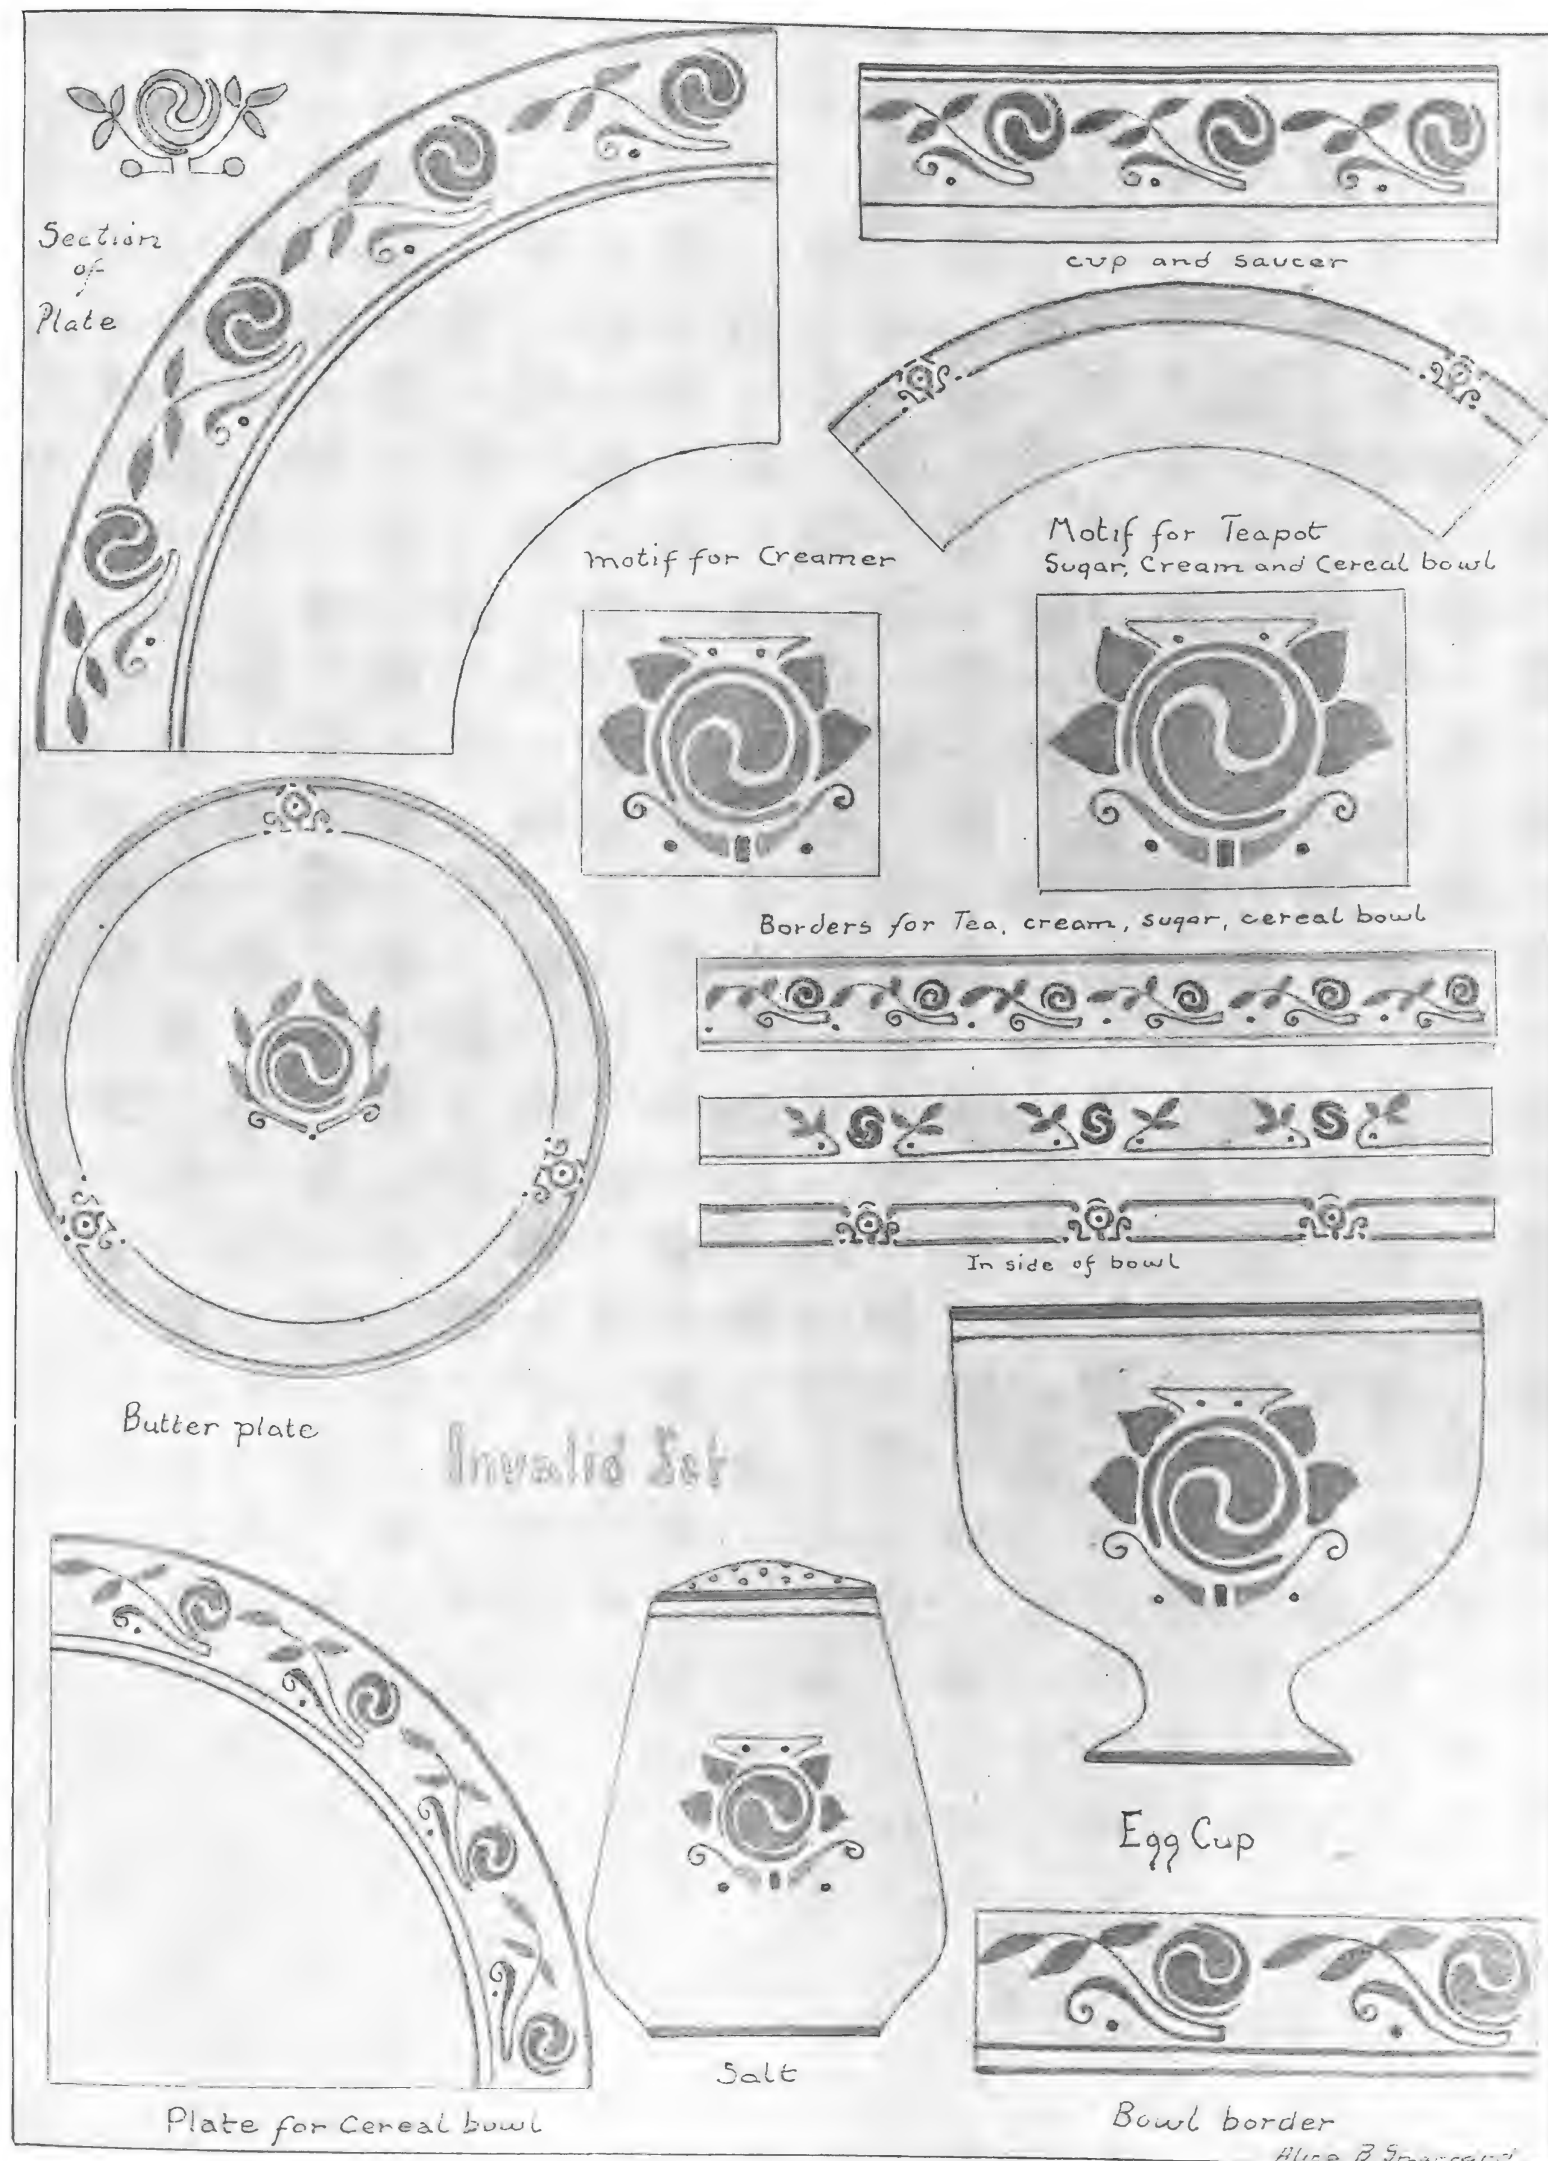 Section
of
Plate
cup and saucer
Motif for Creamer
Motif for Teapot
Sugar, Cream and Cereal bowl
Borders for Tea, cream, sugar, cereal bowl
In side of bowl
Butter plate
Invalid Set
Egg Cup
Salt
Plate for Cereal bowl
Bowl border
Alice B